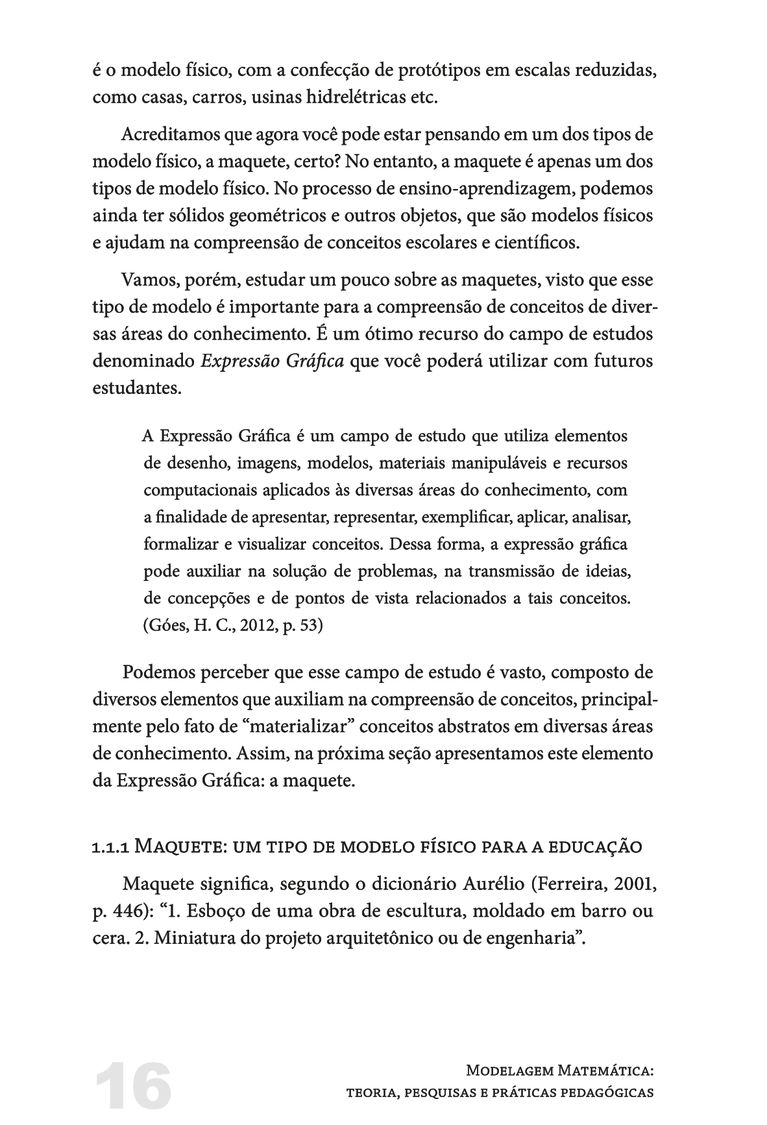 é o modelo físico, com a confecção de protótipos em escalas reduzidas,
como casas, carros, usinas hidrelétricas etc.
Acreditamos que agora você pode estar pensando em um dos tipos de
modelo físico, a maquete, certo? No entanto, a maquete é apenas um dos
tipos de modelo físico. No processo de ensino-aprendizagem, podemos
ainda ter sólidos geométricos e outros objetos, que são modelos físicos
e ajudam na compreensão de conceitos escolares e científicos.
Vamos, porém, estudar um pouco sobre as maquetes, visto que esse
tipo de modelo é importante para a compreensão de conceitos de diver-
sas áreas do conhecimento. É um ótimo recurso do campo de estudos
denominado Expressão Gráfica que você poderá utilizar com futuros
estudantes.
A Expressão Gráfica é um campo de estudo que utiliza elementos
de desenho, imagens, modelos, materiais manipuláveis e recursos
computacionais aplicados às diversas áreas do conhecimento, com
a finalidade de apresentar, representar, exemplificar, aplicar, analisar,
formalizar e visualizar conceitos. Dessa forma, a expressão gráfica
pode auxiliar na solução de problemas, na transmissão de ideias,
de concepções e de pontos de vista relacionados a tais conceitos.
(Góes, H. C., 2012, p. 53)
Podemos perceber que esse campo de estudo é vasto, composto de
diversos elementos que auxiliam na compreensão de conceitos, principal-
mente pelo fato de “materializar” conceitos abstratos em diversas áreas
de conhecimento. Assim, na próxima seção apresentamos este elemento
da Expressão Gráfica: a maquete.
1.1.1 Maquete: um tipo de modelo físico para a educação
Maquete significa, segundo o dicionário Aurélio (Ferreira, 2001,
p. 446): “1. Esboço de uma obra de escultura, moldado em barro ou
cera. 2. Miniatura do projeto arquitetônico ou de engenharia”.
16
Modelagem Matemática:
teoria, pesquisas e práticas pedagógicas